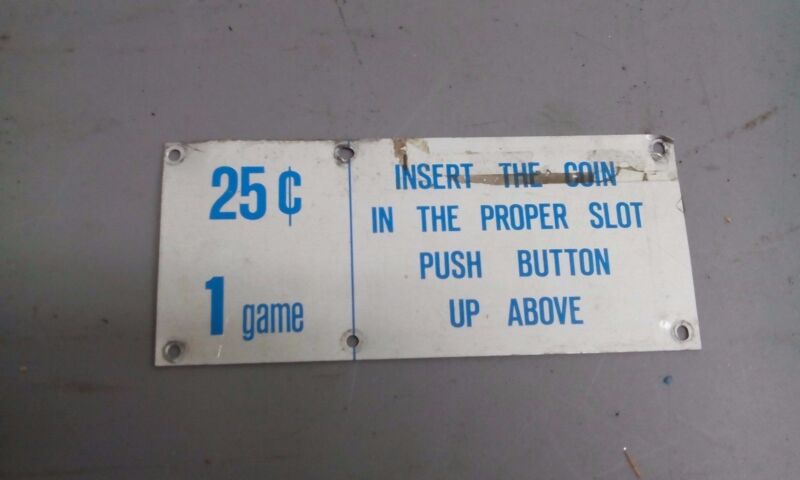 25¢
1 game
INSERT THE COIN
IN THE PROPER SLOT
PUSH BUTTON
UP ABOVE